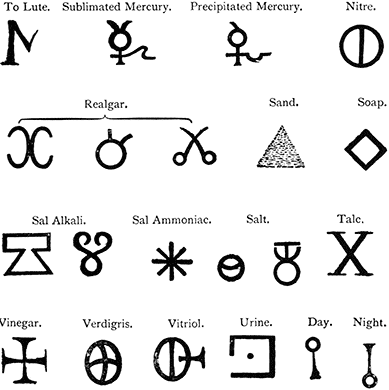 To Lute. Sublimated Mercury. Precipitated Mercury. Nitre.
Realgar. Sand. Soap.
Sal Alkali. Sal Ammoniac. Salt. Talc.
Vinegar. Verdigris. Vitriol. Urine. Day. Night.